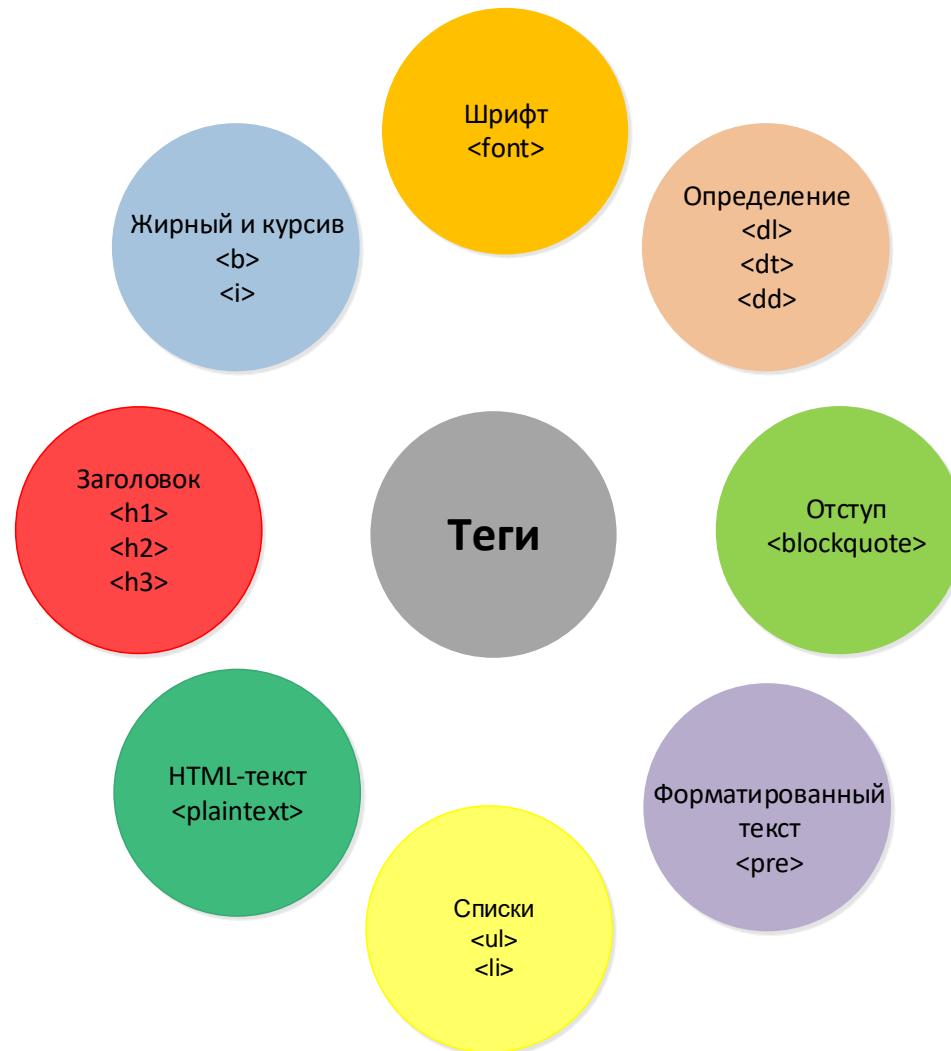 Шрифт
<font>
Определение
<dl>
<dt>
<dd>
Жирный и курсив
<b>
<i>
Заголовок
<h1>
<h2>
<h3>
Теги
Отступ
<blockquote>
HTML-текст
<plaintext>
Форматированный
текст
<pre>
Списки
<ul>
<li>